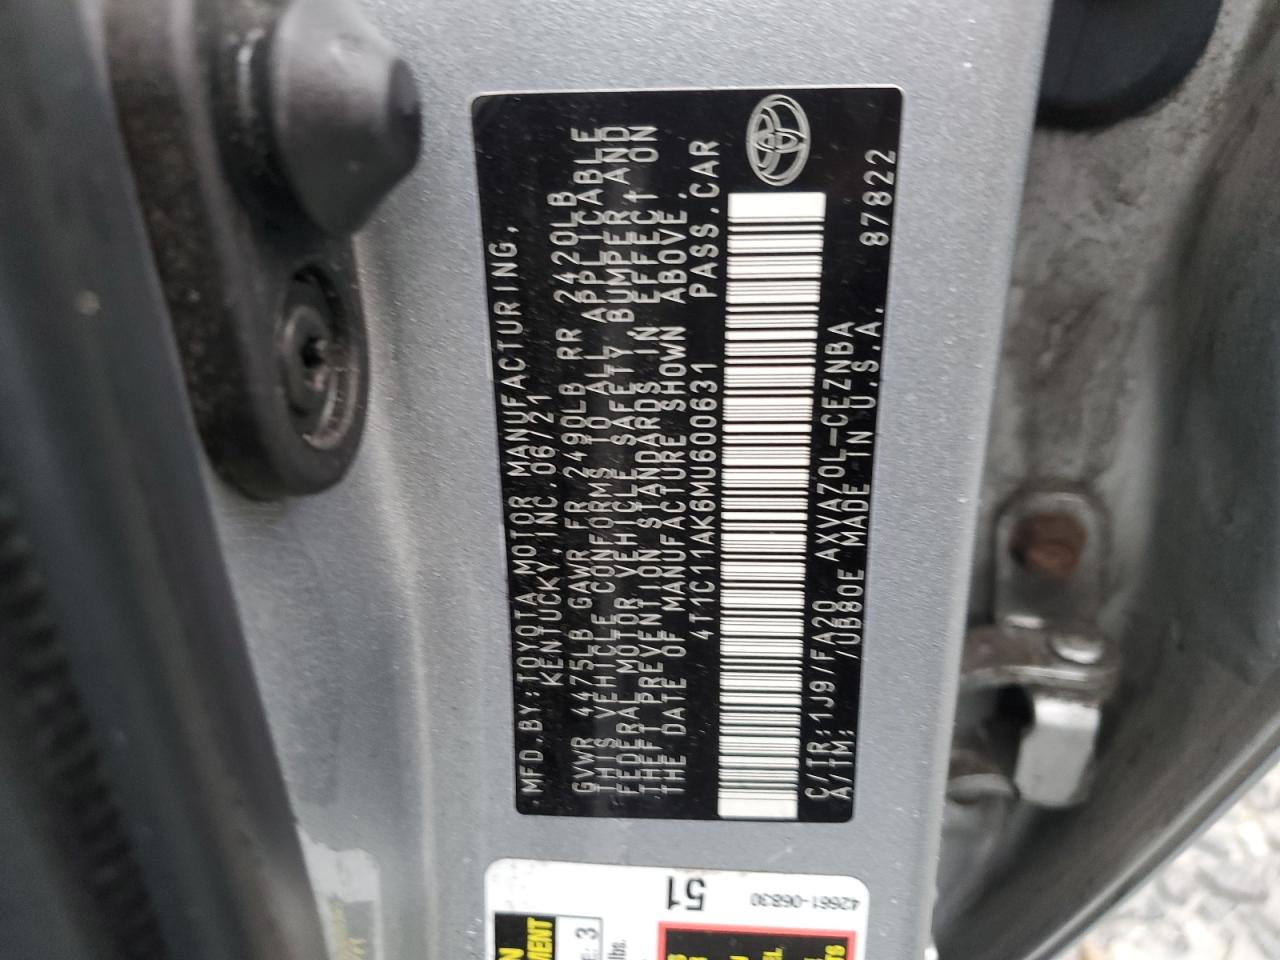 MFD.BY:TOYOTA MOTOR MANUFACTURING,
KENTUCKY,INC.06/21
GVWR 4475LB GAWR FR 2490LB RR 2420LB
THIS VEHICLE CONFORMS TO ALL APPLICABLE
FEDERAL MOTOR VEHICLE SAFETY,BUMPER,AND
THEFT PREVENTION STANDARDS IN EFFECT ON
THE DATE OF MANUFACTURE SHOWN ABOVE.
4T1C11AK6MU600631 PASS.CAR
C/TR:1J9/FA20 AXVA70L-CEZNBA
A/TM: /UB80E MADE IN U.S.A. 87822
51
42661-06830
3
lbs.